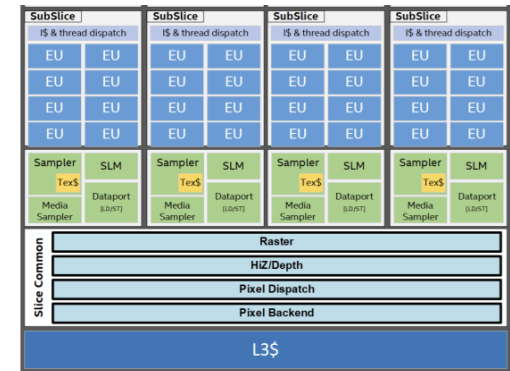 SubSlice SubSlice SubSlice SubSlice
I$ & thread dispatch I$ & thread dispatch I$ & thread dispatch I$ & thread dispatch
EU EU EU EU EU EU EU EU
EU EU EU EU EU EU EU EU
EU EU EU EU EU EU EU EU
EU EU EU EU EU EU EU EU
Sampler SLM Sampler SLM Sampler SLM Sampler SLM
Tex$ Tex$ Tex$ Tex$
Media Sampler Dataport [LD/ST] Media Sampler Dataport [LD/ST] Media Sampler Dataport [LD/ST] Media Sampler Dataport [LD/ST]
Slice Common
Raster
HiZ/Depth
Pixel Dispatch
Pixel Backend
L3$